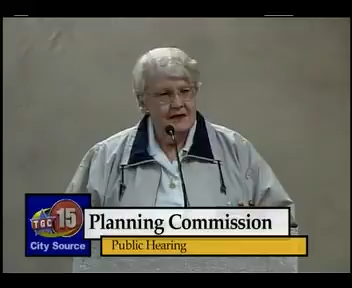 TGC
15
City Source
Planning Commission
Public Hearing